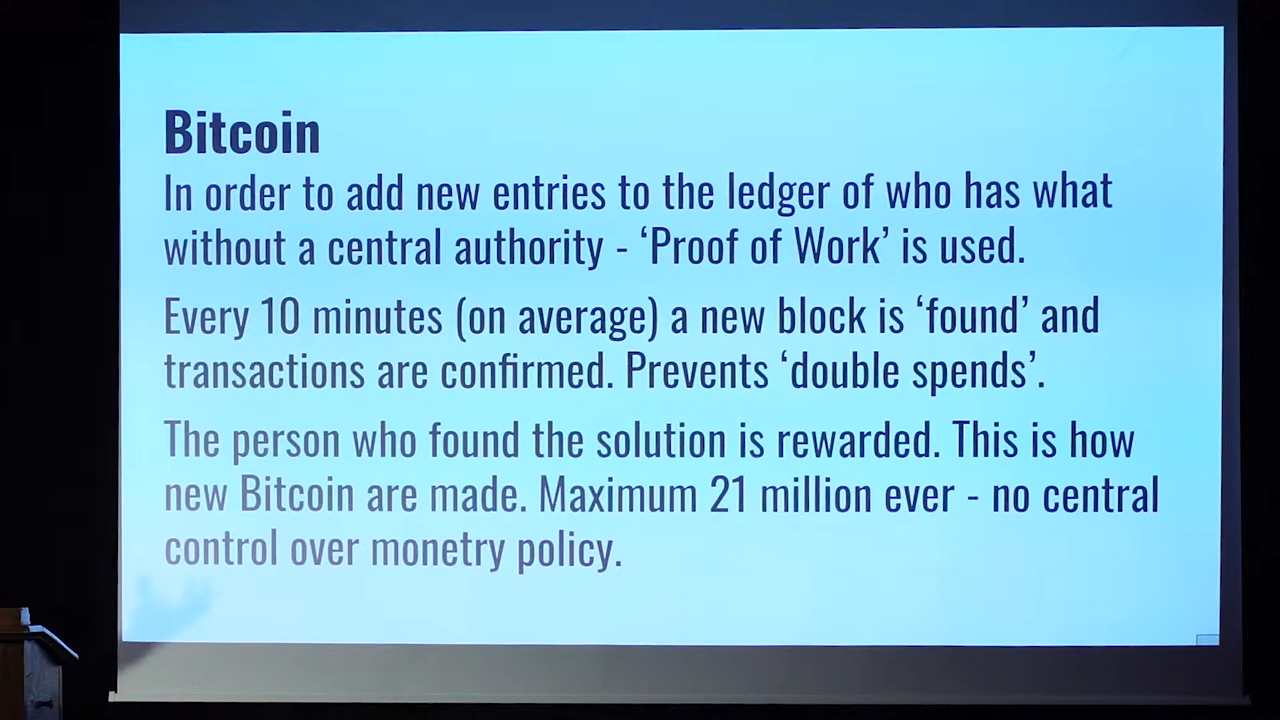 Bitcoin
In order to add new entries to the ledger of who has what
without a central authority - ‘Proof of Work’ is used.
Every 10 minutes (on average) a new block is ‘found’ and
transactions are confirmed. Prevents ‘double spends’.
The person who found the solution is rewarded. This is how
new Bitcoin are made. Maximum 21 million ever - no central
control over monetry policy.